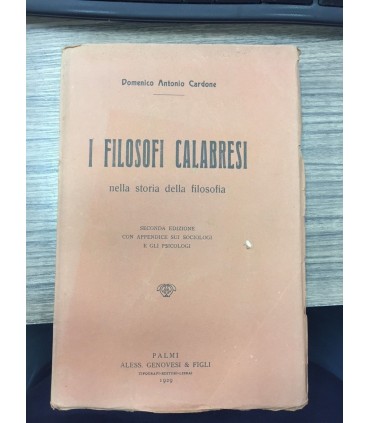 Domenico Antonio Cardone
I FILOSOFI CALABRESI
nella storia della filosofia
SECONDA EDIZIONE
CON APPENDICE SUI SOCIOLOGI
E GLI PSICOLOGI
PALMI
ALESS. GENOVESI & FIGLI
1925